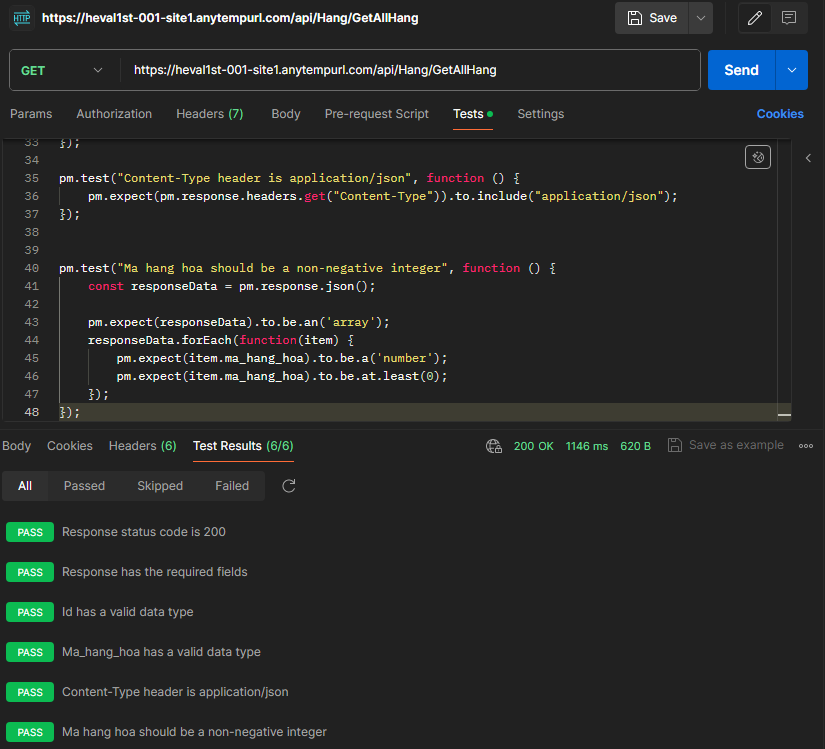 HTTP https://heval1st-001-site1.anytempurl.com/api/Hang/GetAllHang Save
GET https://heval1st-001-site1.anytempurl.com/api/Hang/GetAllHang Send
Params Authorization Headers (7) Body Pre-request Script Tests Settings Cookies
33 });
34
35 pm.test("Content-Type header is application/json", function () {
36 pm.expect(pm.response.headers.get("Content-Type")).to.include("application/json");
37 });
38
39
40 pm.test("Ma hang hoa should be a non-negative integer", function () {
41 const responseData = pm.response.json();
42
43 pm.expect(responseData).to.be.an('array');
44 responseData.forEach(function(item) {
45 pm.expect(item.ma_hang_hoa).to.be.a('number');
46 pm.expect(item.ma_hang_hoa).to.be.at.least(0);
47 });
48 });
Body Cookies Headers (6) Test Results (6/6) 200 OK 1146 ms 620 B Save as example
All Passed Skipped Failed
PASS Response status code is 200
PASS Response has the required fields
PASS Id has a valid data type
PASS Ma_hang_hoa has a valid data type
PASS Content-Type header is application/json
PASS Ma hang hoa should be a non-negative integer